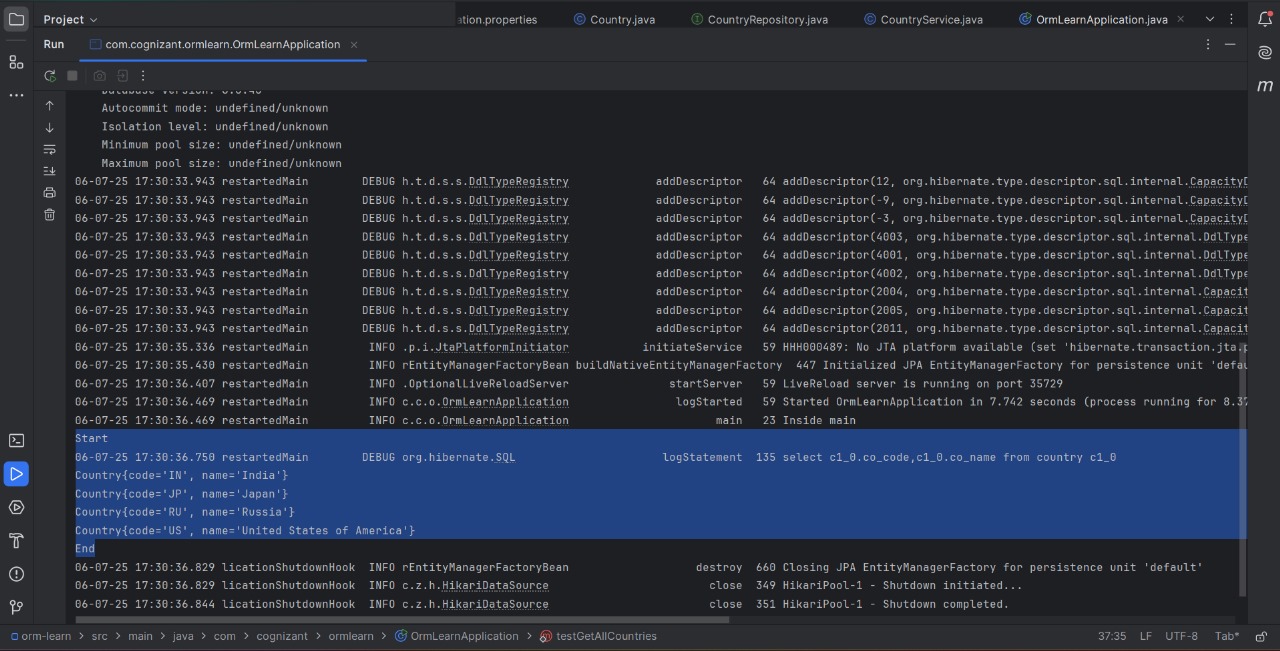 Project
ation.properties
Country.java
CountryRepository.java
CountryService.java
OrmLearnApplication.java
Run
com.cognizant.ormlearn.OrmLearnApplication
Autocommit mode: undefined/unknown
Isolation level: undefined/unknown
Minimum pool size: undefined/unknown
Maximum pool size: undefined/unknown
06-07-25 17:30:33.943 restartedMain DEBUG h.t.d.s.s.DdlTypeRegistry addDescriptor 64 addDescriptor(12, org.hibernate.type.descriptor.sql.internal.CapacityD
06-07-25 17:30:33.943 restartedMain DEBUG h.t.d.s.s.DdlTypeRegistry addDescriptor 64 addDescriptor(-9, org.hibernate.type.descriptor.sql.internal.CapacityD
06-07-25 17:30:33.943 restartedMain DEBUG h.t.d.s.s.DdlTypeRegistry addDescriptor 64 addDescriptor(-3, org.hibernate.type.descriptor.sql.internal.CapacityD
06-07-25 17:30:33.943 restartedMain DEBUG h.t.d.s.s.DdlTypeRegistry addDescriptor 64 addDescriptor(4003, org.hibernate.type.descriptor.sql.internal.DdlType
06-07-25 17:30:33.943 restartedMain DEBUG h.t.d.s.s.DdlTypeRegistry addDescriptor 64 addDescriptor(4001, org.hibernate.type.descriptor.sql.internal.DdlType
06-07-25 17:30:33.943 restartedMain DEBUG h.t.d.s.s.DdlTypeRegistry addDescriptor 64 addDescriptor(4002, org.hibernate.type.descriptor.sql.internal.DdlType
06-07-25 17:30:33.943 restartedMain DEBUG h.t.d.s.s.DdlTypeRegistry addDescriptor 64 addDescriptor(2004, org.hibernate.type.descriptor.sql.internal.Capacit
06-07-25 17:30:33.943 restartedMain DEBUG h.t.d.s.s.DdlTypeRegistry addDescriptor 64 addDescriptor(2005, org.hibernate.type.descriptor.sql.internal.Capacit
06-07-25 17:30:33.943 restartedMain DEBUG h.t.d.s.s.DdlTypeRegistry addDescriptor 64 addDescriptor(2011, org.hibernate.type.descriptor.sql.internal.Capacit
06-07-25 17:30:35.336 restartedMain INFO .p.i.JtaPlatformInitiator initiateService 59 HHH000489: No JTA platform available (set 'hibernate.transaction.jta.p
06-07-25 17:30:35.430 restartedMain INFO rEntityManagerFactoryBean buildNativeEntityManagerFactory 447 Initialized JPA EntityManagerFactory for persistence unit 'defau
06-07-25 17:30:36.407 restartedMain INFO .OptionalLiveReloadServer startServer 59 LiveReload server is running on port 35729
06-07-25 17:30:36.469 restartedMain INFO c.c.o.OrmLearnApplication logStarted 59 Started OrmLearnApplication in 7.742 seconds (process running for 8.37
06-07-25 17:30:36.469 restartedMain INFO c.c.o.OrmLearnApplication main 23 Inside main
Start
06-07-25 17:30:36.750 restartedMain DEBUG org.hibernate.SQL logStatement 135 select c1_0.co_code,c1_0.co_name from country c1_0
Country{code='IN', name='India'}
Country{code='JP', name='Japan'}
Country{code='RU', name='Russia'}
Country{code='US', name='United States of America'}
End
06-07-25 17:30:36.829 licationShutdownHook INFO rEntityManagerFactoryBean destroy 660 Closing JPA EntityManagerFactory for persistence unit 'default'
06-07-25 17:30:36.829 licationShutdownHook INFO c.z.h.HikariDataSource close 349 HikariPool-1 - Shutdown initiated...
06-07-25 17:30:36.844 licationShutdownHook INFO c.z.h.HikariDataSource close 351 HikariPool-1 - Shutdown completed.
orm-learn > src > main > java > com > cognizant > ormlearn > OrmLearnApplication > testGetAllCountries
37:35 LF UTF-8 Tab*